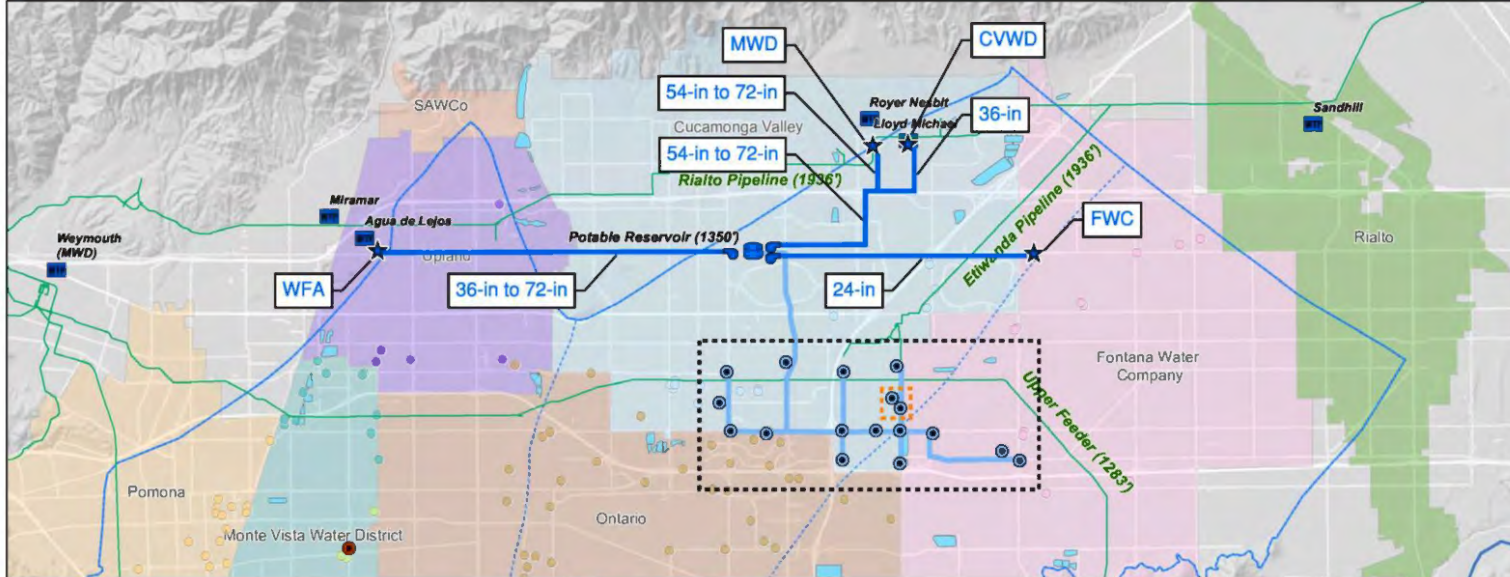 MWD
CVWD
54-in to 72-in
Royer Nesbit
Lloyd Michael
36-in
Sandhill
WTP
SAWCo
Cucamonga Valley
54-in to 72-in
Rialto Pipeline (1936')
Etiwanda Pipeline (1936')
Miramar
Agua de Lejos
Weymouth
(MWD)
Potable Reservoir (1350')
Upland
FWC
Rialto
WFA
36-in to 72-in
24-in
Fontana Water
Company
Upper Feeder (1283')
Pomona
Ontario
Monte Vista Water District